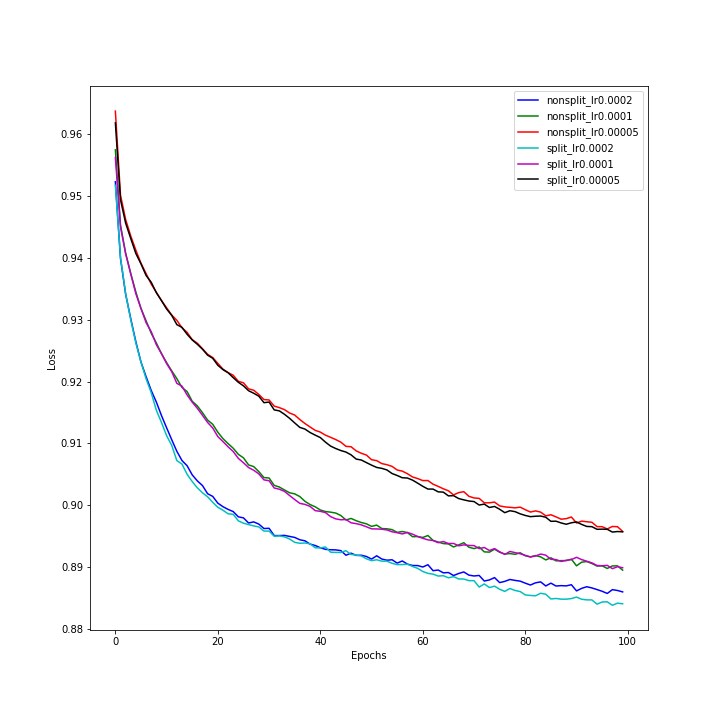 nonsplit_lr0.0002
nonsplit_lr0.0001
nonsplit_lr0.00005
split_lr0.0002
split_lr0.0001
split_lr0.00005
0.96
0.95
0.94
0.93
0.92
0.91
0.90
0.89
0.88
Loss
0 20 40 60 80 100
Epochs